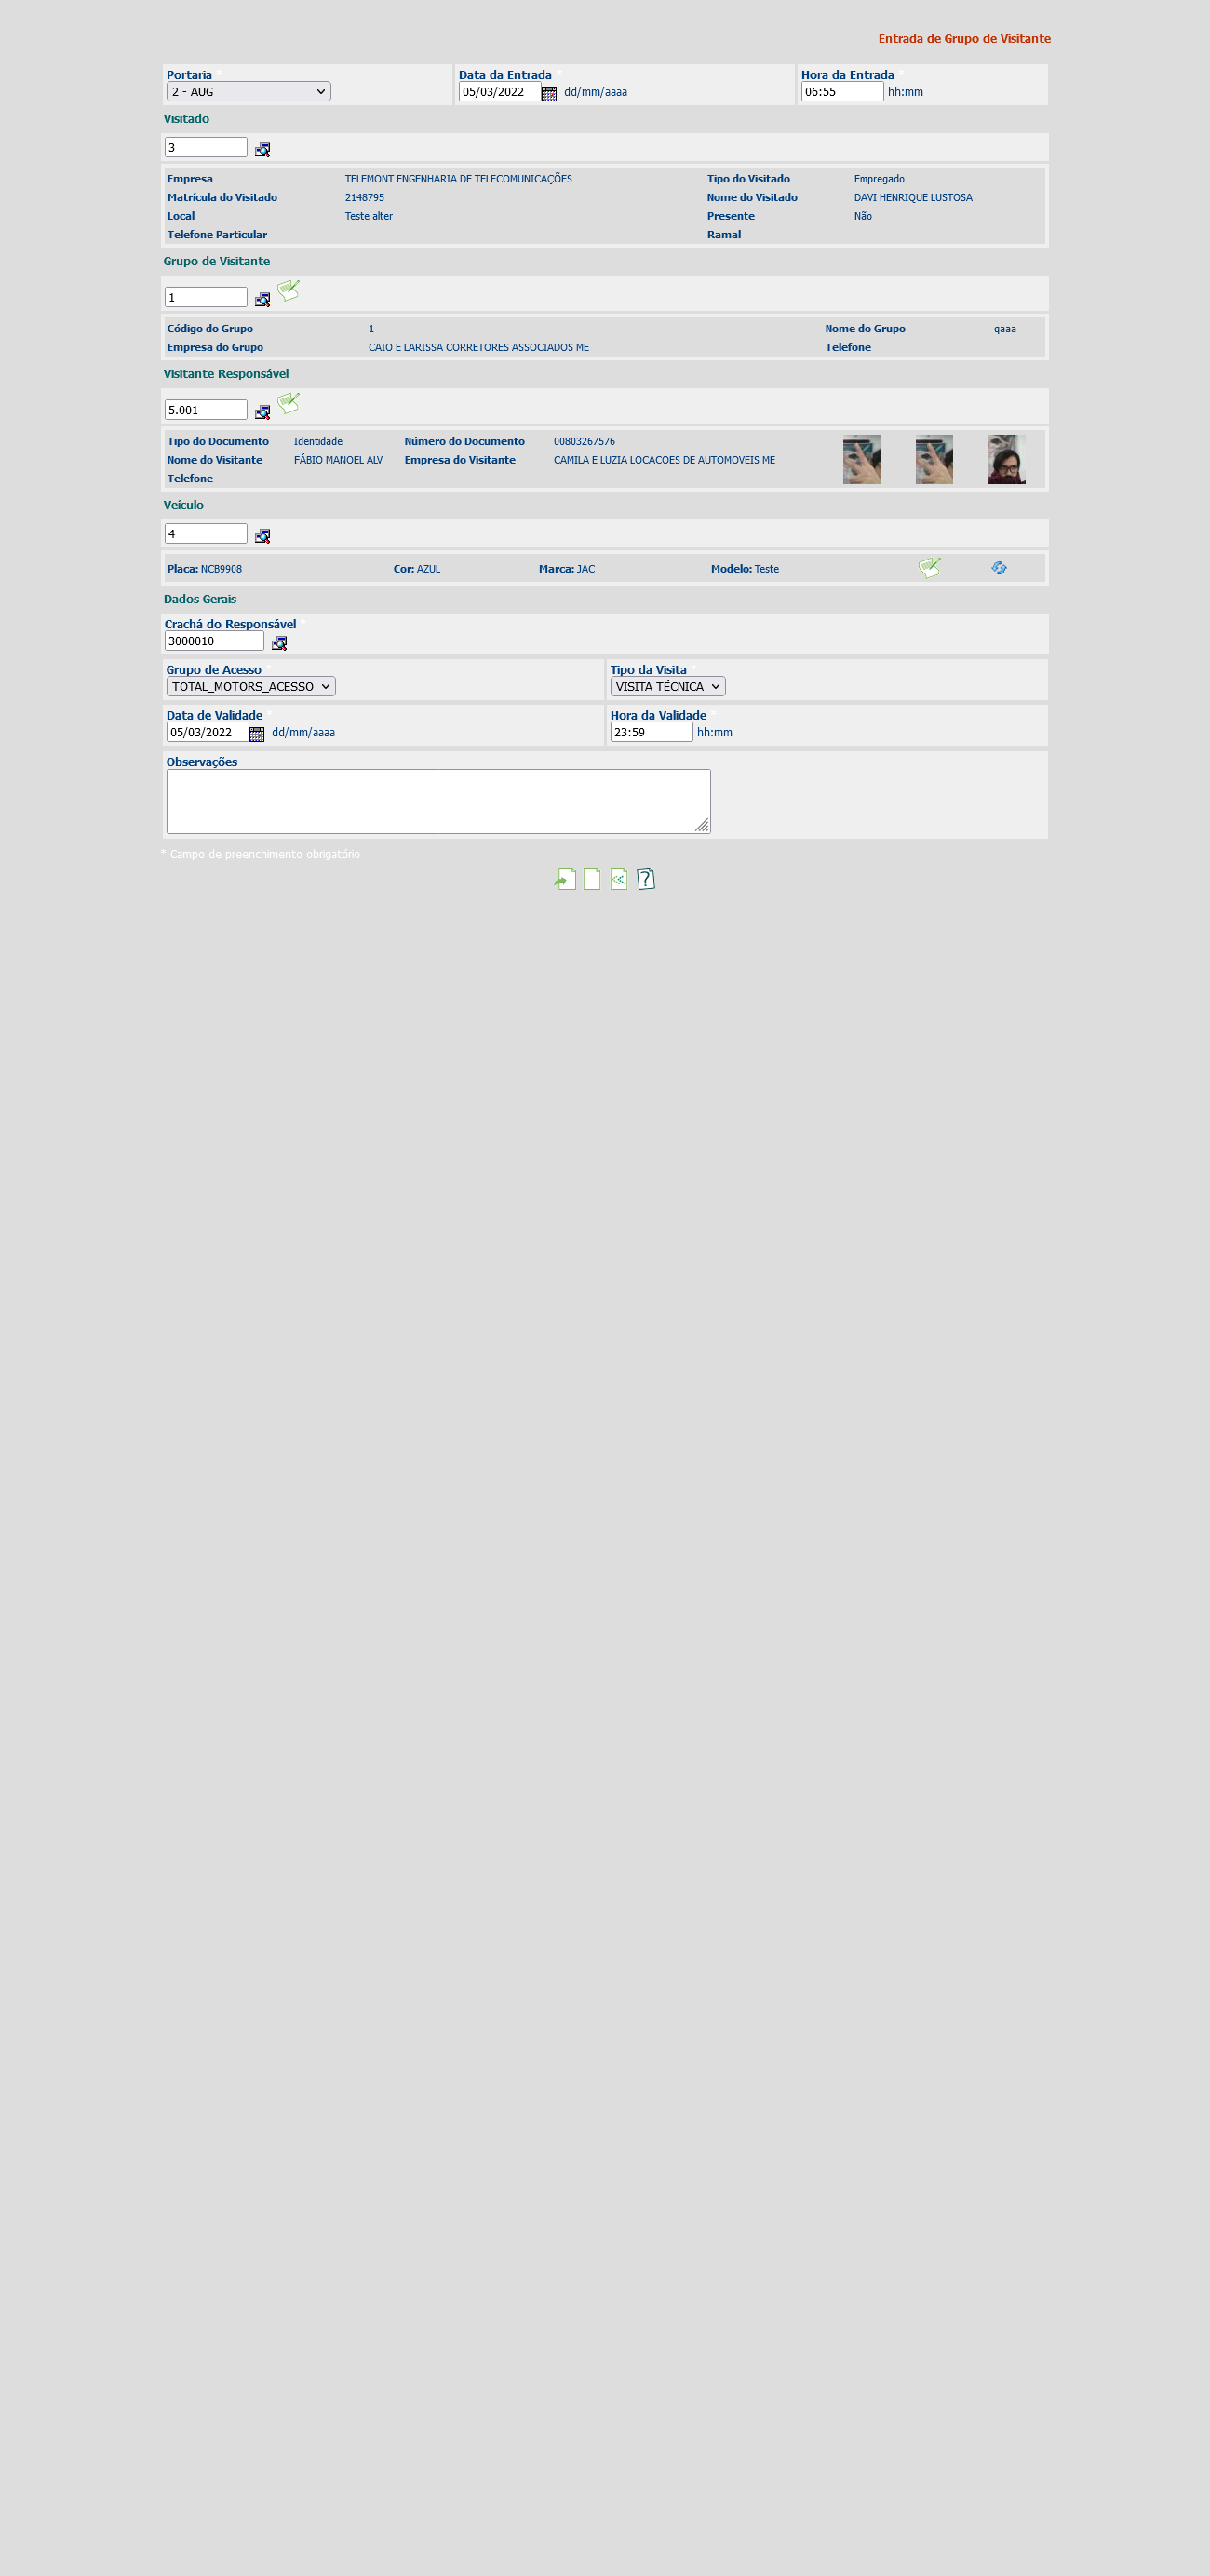 Entrada de Grupo de Visitante
Portaria * Data da Entrada * Hora da Entrada *
2 - AUG 05/03/2022 dd/mm/aaaa 06:55 hh:mm
Visitado
3
Empresa TELEMONT ENGENHARIA DE TELECOMUNICAÇÕES Tipo do Visitado Empregado
Matrícula do Visitado 2148795 Nome do Visitado DAVI HENRIQUE LUSTOSA
Local Teste alter Presente Não
Telefone Particular Ramal
Grupo de Visitante
1
Código do Grupo 1 Nome do Grupo qaaa
Empresa do Grupo CAIO E LARISSA CORRETORES ASSOCIADOS ME Telefone
Visitante Responsável
5.001
Tipo do Documento Identidade Número do Documento 00803267576
Nome do Visitante FÁBIO MANOEL ALV Empresa do Visitante CAMILA E LUZIA LOCACOES DE AUTOMOVEIS ME
Telefone
Veículo
4
Placa: NCB9908 Cor: AZUL Marca: JAC Modelo: Teste
Dados Gerais
Crachá do Responsável *
3000010
Grupo de Acesso * Tipo da Visita *
TOTAL_MOTORS_ACESSO VISITA TÉCNICA
Data de Validade * Hora da Validade *
05/03/2022 dd/mm/aaaa 23:59 hh:mm
Observações
* Campo de preenchimento obrigatório